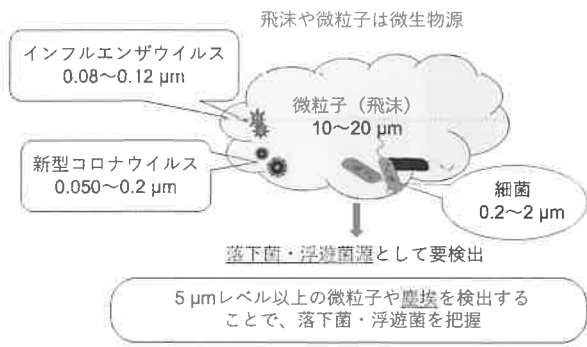 飛沫や微粒子は微生物源
インフルエンザウイルス
0.08〜0.12 μm
微粒子（飛沫）
10〜20 μm
新型コロナウイルス
0.050〜0.2 μm
細菌
0.2〜2 μm
落下菌・浮遊菌源として要検出
5 μmレベル以上の微粒子や塵埃を検出する
ことで、落下菌・浮遊菌を把握